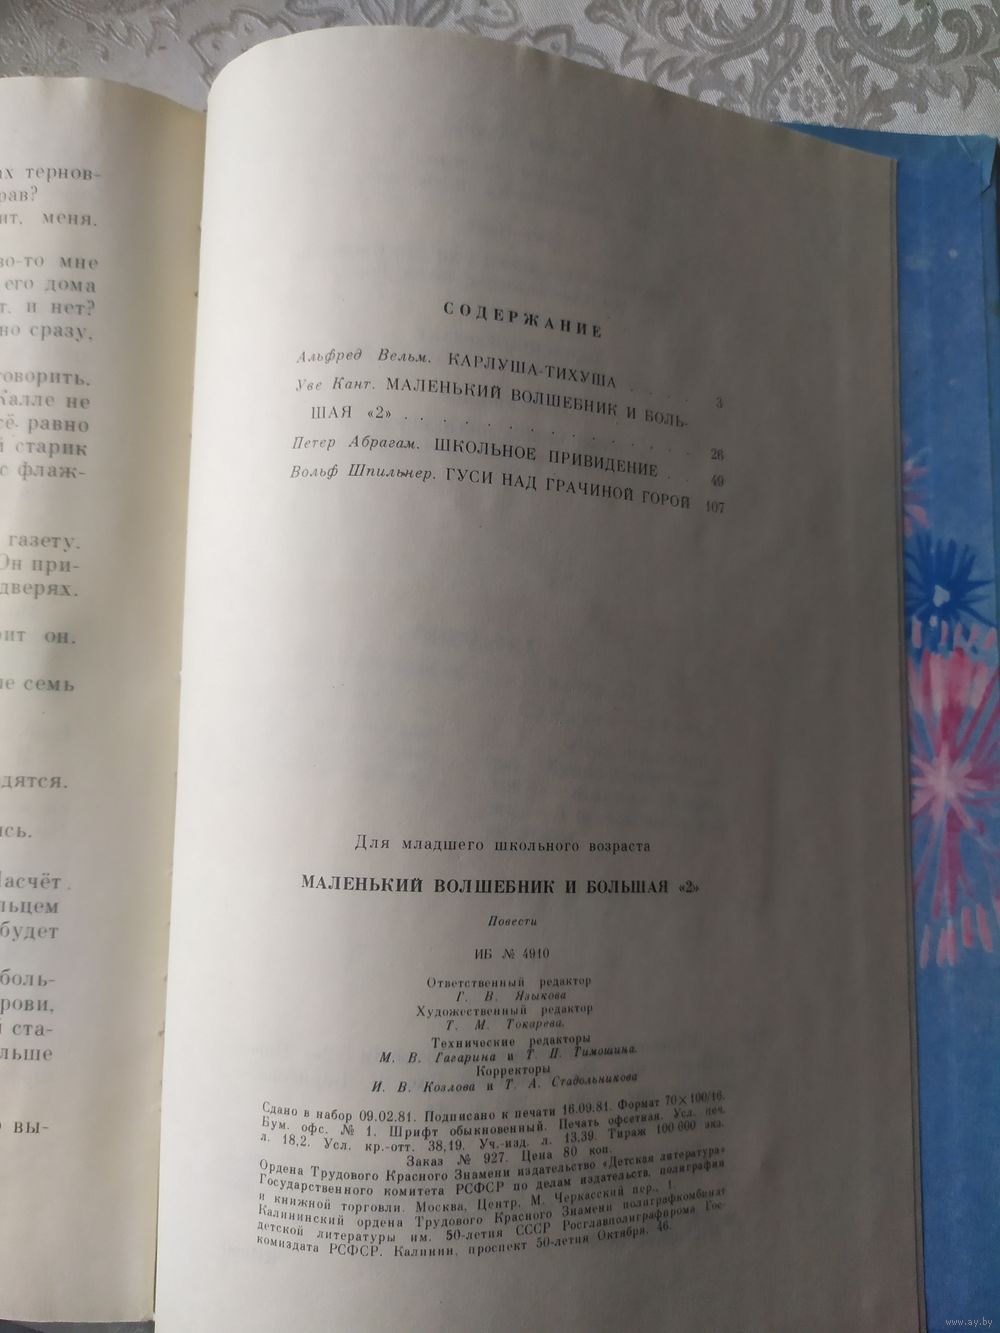 ах тернов-
рав?
ит, меня.
во-то мне
его дома
т, и нет?
но сразу,
говорить.
Калле не
сё равно
й старик
с флаж-
газету.
Он при-
дверях.
рит он.
ле семь
дятся.
ись.
Насчёт
льцем
будет
боль-
рови,
й ста-
льше
о вы-
СОДЕРЖАНИЕ
Альфред Вельм. КАРЛУША-ТИХУША . . . . 3
Уве Кант. МАЛЕНЬКИЙ ВОЛШЕБНИК И БОЛЬ-
ШАЯ «2» . . . . . . . . . . . . . . 26
Петер Абрагам. ШКОЛЬНОЕ ПРИВИДЕНИЕ . . 49
Вольф Шпильнер. ГУСИ НАД ГРАЧИНОЙ ГОРОЙ 107
Для младшего школьного возраста
МАЛЕНЬКИЙ ВОЛШЕБНИК И БОЛЬШАЯ «2»
Повести
ИБ № 4910
Ответственный редактор
Г. В. Языкова
Художественный редактор
Т. М. Токарева.
Технические редакторы
М. В. Гагарина и Т. П. Тимошина.
Корректоры
И. В. Козлова и Т. А. Стадольникова
Сдано в набор 09.02.81. Подписано к печати 16.09.81. Формат 70×100/16.
Бум. офс. № 1. Шрифт обыкновенный. Печать офсетная. Усл. печ.
л. 18,2. Усл. кр.-отт. 38,19. Уч.-изд. л. 13,39. Тираж 100 000 экз.
Заказ № 927. Цена 80 коп.
Ордена Трудового Красного Знамени издательство «Детская литература»
Государственного комитета РСФСР по делам издательств, полиграфии
и книжной торговли. Москва, Центр, М. Черкасский пер., 1.
Калининский ордена Трудового Красного Знамени полиграфкомбинат
детской литературы им. 50-летия СССР Росглавполиграфпрома Гос-
комиздата РСФСР. Калинин, проспект 50-летия Октября, 46.
www.ay.by